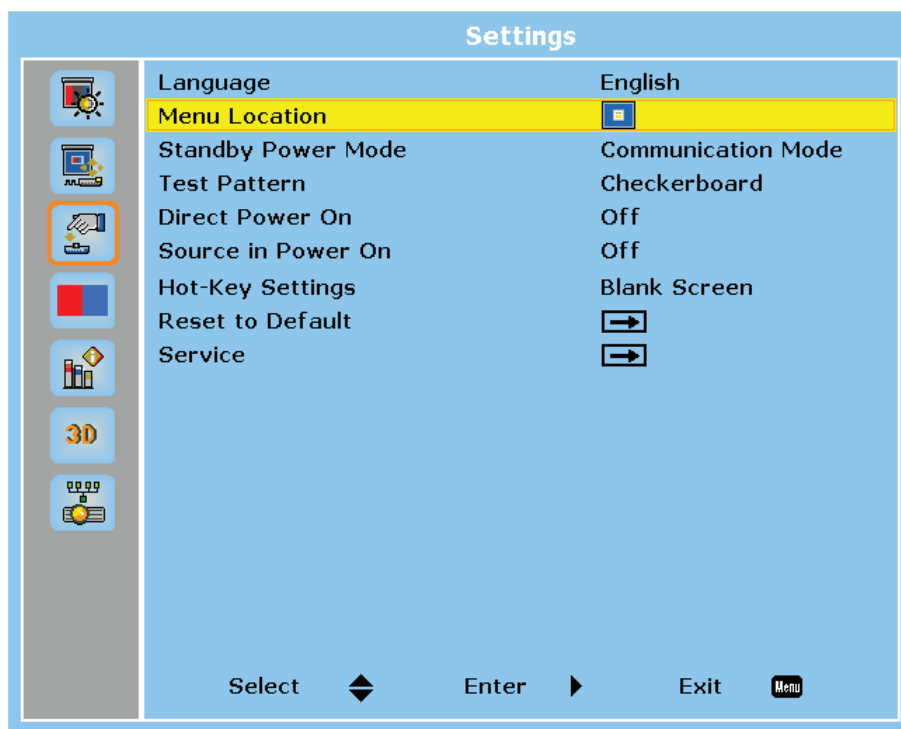 Settings
Language English
Menu Location
Standby Power Mode Communication Mode
Test Pattern Checkerboard
Direct Power On Off
Source in Power On Off
Hot-Key Settings Blank Screen
Reset to Default
Service
3D
Select Enter Exit Menu